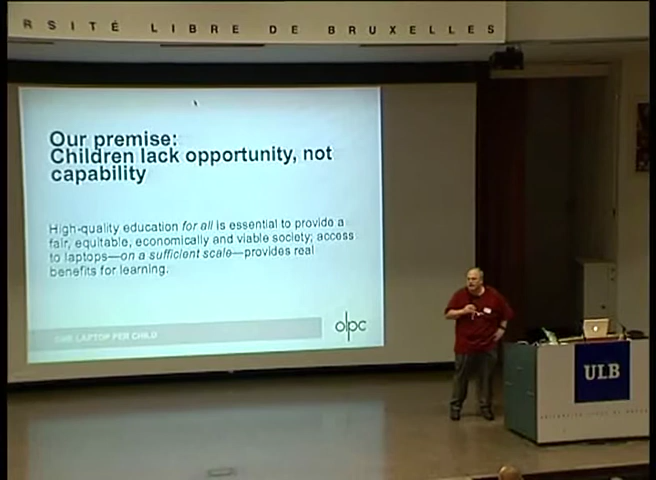 RSITÉ LIBRE DE BRUXELLES
Our premise:
Children lack opportunity, not
capability
High-quality education for all is essential to provide a
fair, equitable, economically and viable society; access
to laptops—on a sufficient scale—provides real
benefits for learning.
ONE LAPTOP PER CHILD
olpc
ULB